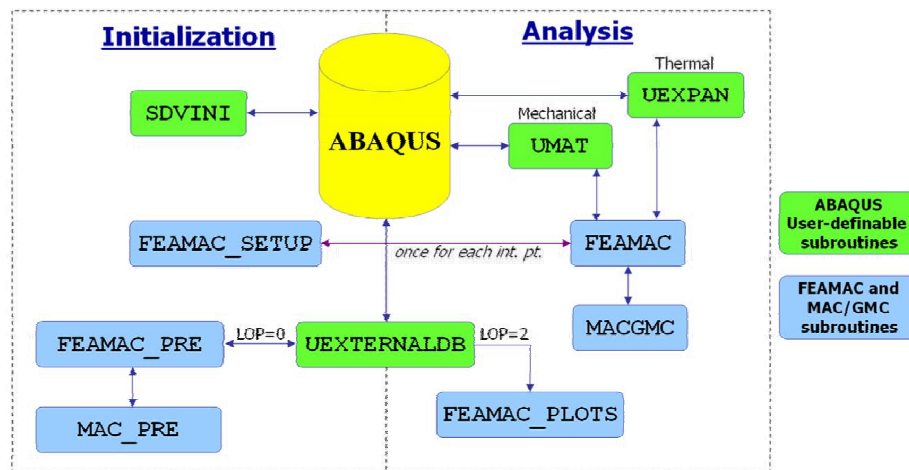 Initialization
Analysis
Thermal
UEXPAN
SDVINI
Mechanical
ABAQUS
UMAT
ABAQUS
User-definable
subroutines
FEAMAC_SETUP
once for each int. pt.
FEAMAC
FEAMAC and
MAC/GMC
subroutines
MACGMC
FEAMAC_PRE
LOP=0
UEXTERNALDB
LOP=2
MAC_PRE
FEAMAC_PLOTS